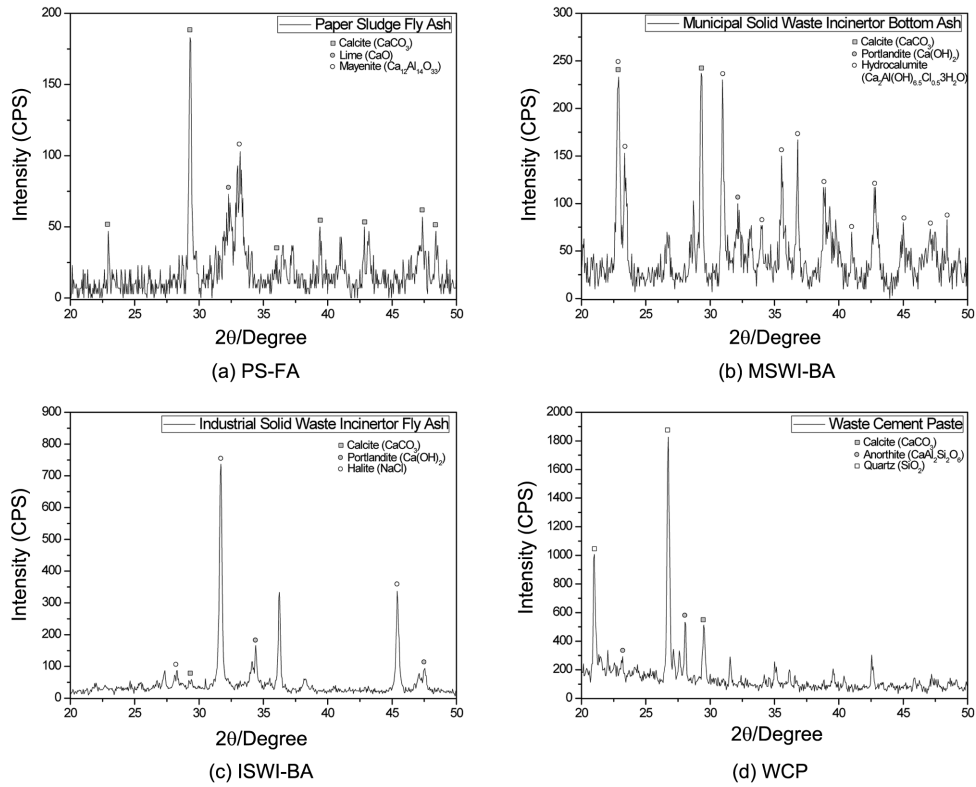 Paper Sludge Fly Ash
Calcite (CaCO₃)
Lime (CaO)
Mayenite (Ca₁₂Al₁₄O₃₃)
Intensity (CPS)
200
150
100
50
0
20 25 30 35 40 45 50
2θ/Degree
(a) PS-FA
Municipal Solid Waste Incinertor Bottom Ash
Calcite (CaCO₃)
Portlandite (Ca(OH)₂)
Hydrocalumite
(Ca₂Al(OH)₆.₅Cl₀.₅3H₂O)
Intensity (CPS)
300
250
200
150
100
50
0
20 25 30 35 40 45 50
2θ/Degree
(b) MSWI-BA
Industrial Solid Waste Incinertor Fly Ash
Calcite (CaCO₃)
Portlandite (Ca(OH)₂)
Halite (NaCl)
Intensity (CPS)
900
800
700
600
500
400
300
200
100
0
20 25 30 35 40 45 50
2θ/Degree
(c) ISWI-BA
Waste Cement Paste
Calcite (CaCO₃)
Anorthite (CaAl₂Si₂O₆)
Quartz (SiO₂)
Intensity (CPS)
2000
1800
1600
1400
1200
1000
800
600
400
200
0
20 25 30 35 40 45 50
2θ/Degree
(d) WCP